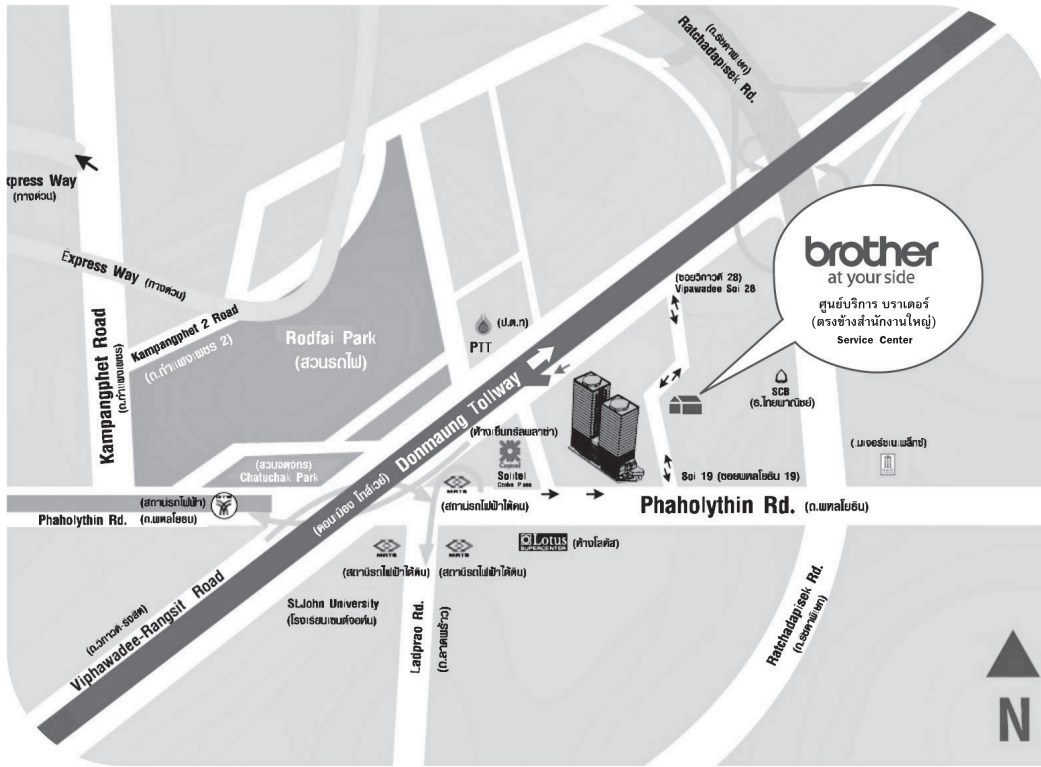 (ถ.รัชดาภิเษก)
Ratchadapisek Rd.
xpress Way
(ทางด่วน)
Express Way (ทางด่วน)
Kampangphet Road
(ถ.กำแพงเพชร)
Kampangphet 2 Road
(ถ.กำแพงเพชร 2)
Rodfai Park
(สวนรถไฟ)
(ป.ต.ท)
PTT
(ซอยวิภาวดี 28)
Vipawadee Soi 28
brother
at your side
ศูนย์บริการ บราเดอร์
(ตรงข้ามสำนักงานใหญ่)
Service Center
SCB
(ธ.ไทยพาณิชย์)
(ห้างเซ็นทรัลพลาซ่า)
Central
Sofitel
(สวนจตุจักร)
Chatuchak Park
Donmaung Tollway
(ดอนเมือง โทล์เวย์)
Soi 19 (ซอยพหลโยธิน 19)
(สถานีรถไฟฟ้า)
Phaholythin Rd. (ถ.พหลโยธิน)
MRTS
(สถานีรถไฟฟ้าใต้ดิน)
Phaholythin Rd. (ถ.พหลโยธิน)
Lotus
SUPERCENTER
(ห้างโลตัส)
MRTS
(สถานีรถไฟฟ้าใต้ดิน)
MRTS
(สถานีรถไฟฟ้าใต้ดิน)
St.John University
(โรงเรียนเซนต์จอห์น)
Ladprao Rd.
(ถ.ลาดพร้าว)
(ถ.วิภาวดี-รังสิต)
Viphawadee-Rangsit Road
Ratchadapisek Rd.
(ถ.รัชดาภิเษก)
N